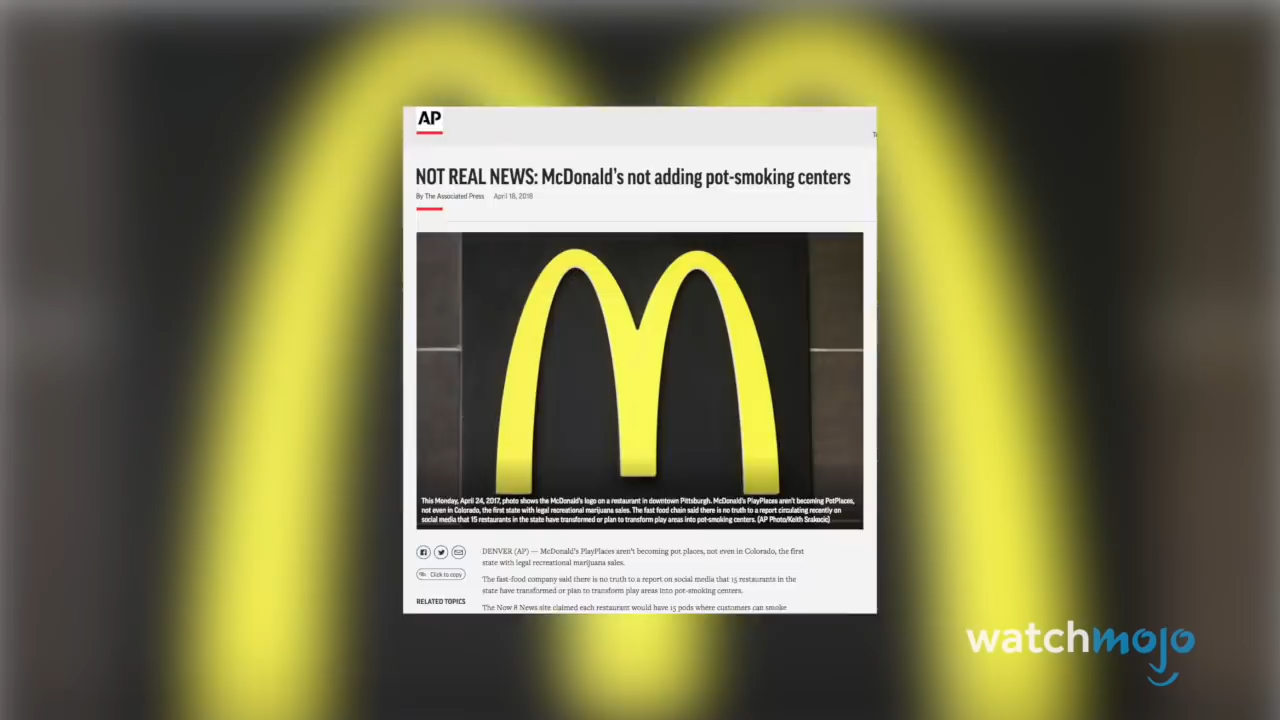 AP
NOT REAL NEWS: McDonald's not adding pot-smoking centers
By The Associated Press April 18, 2018
This Monday, April 24, 2017, photo shows the McDonald's logo on a restaurant in downtown Pittsburgh. McDonald's PlayPlaces aren't becoming PotPlaces,
not even in Colorado, the first state with legal recreational marijuana sales. The fast food chain said there is no truth to a report circulating recently on
social media that 15 restaurants in the state have transformed or plan to transform play areas into pot-smoking centers. (AP Photo/Keith Srakocic)
DENVER (AP) — McDonald's PlayPlaces aren't becoming pot places, not even in Colorado, the first
state with legal recreational marijuana sales.
Click to copy
The fast-food company said there is no truth to a report on social media that 15 restaurants in the
state have transformed or plan to transform play areas into pot-smoking centers.
RELATED TOPICS
The Now 8 News site claimed each restaurant would have 15 pods where customers can smoke
watchmojo